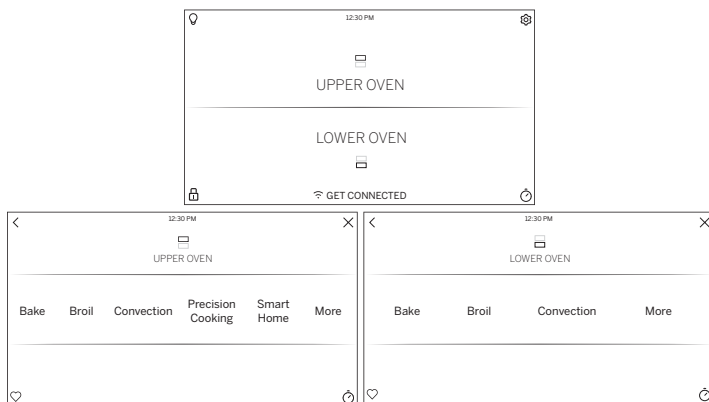 12:30 PM
UPPER OVEN
LOWER OVEN
GET CONNECTED
12:30 PM
UPPER OVEN
Bake Broil Convection Precision Cooking Smart Home More
12:30 PM
LOWER OVEN
Bake Broil Convection More